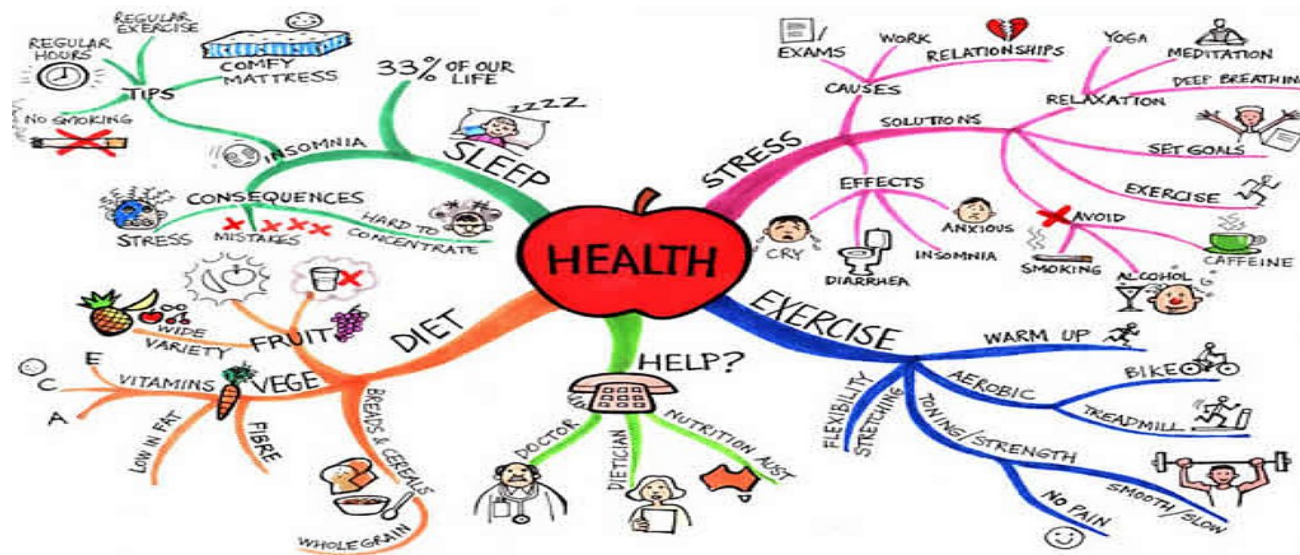 HEALTH
SLEEP
33% OF OUR
LIFE
ZZZZ
INSOMNIA
TIPS
REGULAR
EXERCISE
REGULAR
HOURS
COMFY
MATTRESS
NO SMOKING
CONSEQUENCES
STRESS
MISTAKES
HARD TO
CONCENTRATE
STRESS
CAUSES
EXAMS
WORK
RELATIONSHIPS
SOLUTIONS
RELAXATION
YOGA
MEDITATION
DEEP BREATHIN
SET GOALS
EXERCISE
AVOID
SMOKING
ALCOHOL
CAFFEINE
EFFECTS
CRY
DIARRHEA
INSOMNIA
ANXIOUS
DIET
FRUIT
WIDE
VARIETY
VEGE
VITAMINS
E
C
A
LOW IN FAT
FIBRE
BREADS & CEREALS
WHOLEGRAIN
HELP?
DOCTOR
DIETICIAN
NUTRITION AUST
EXERCISE
WARM UP
AEROBIC
BIKE
TREADMILL
TONING/STRENGTH
SMOOTH/SLOW
NO PAIN
FLEXIBILITY
STRETCHING